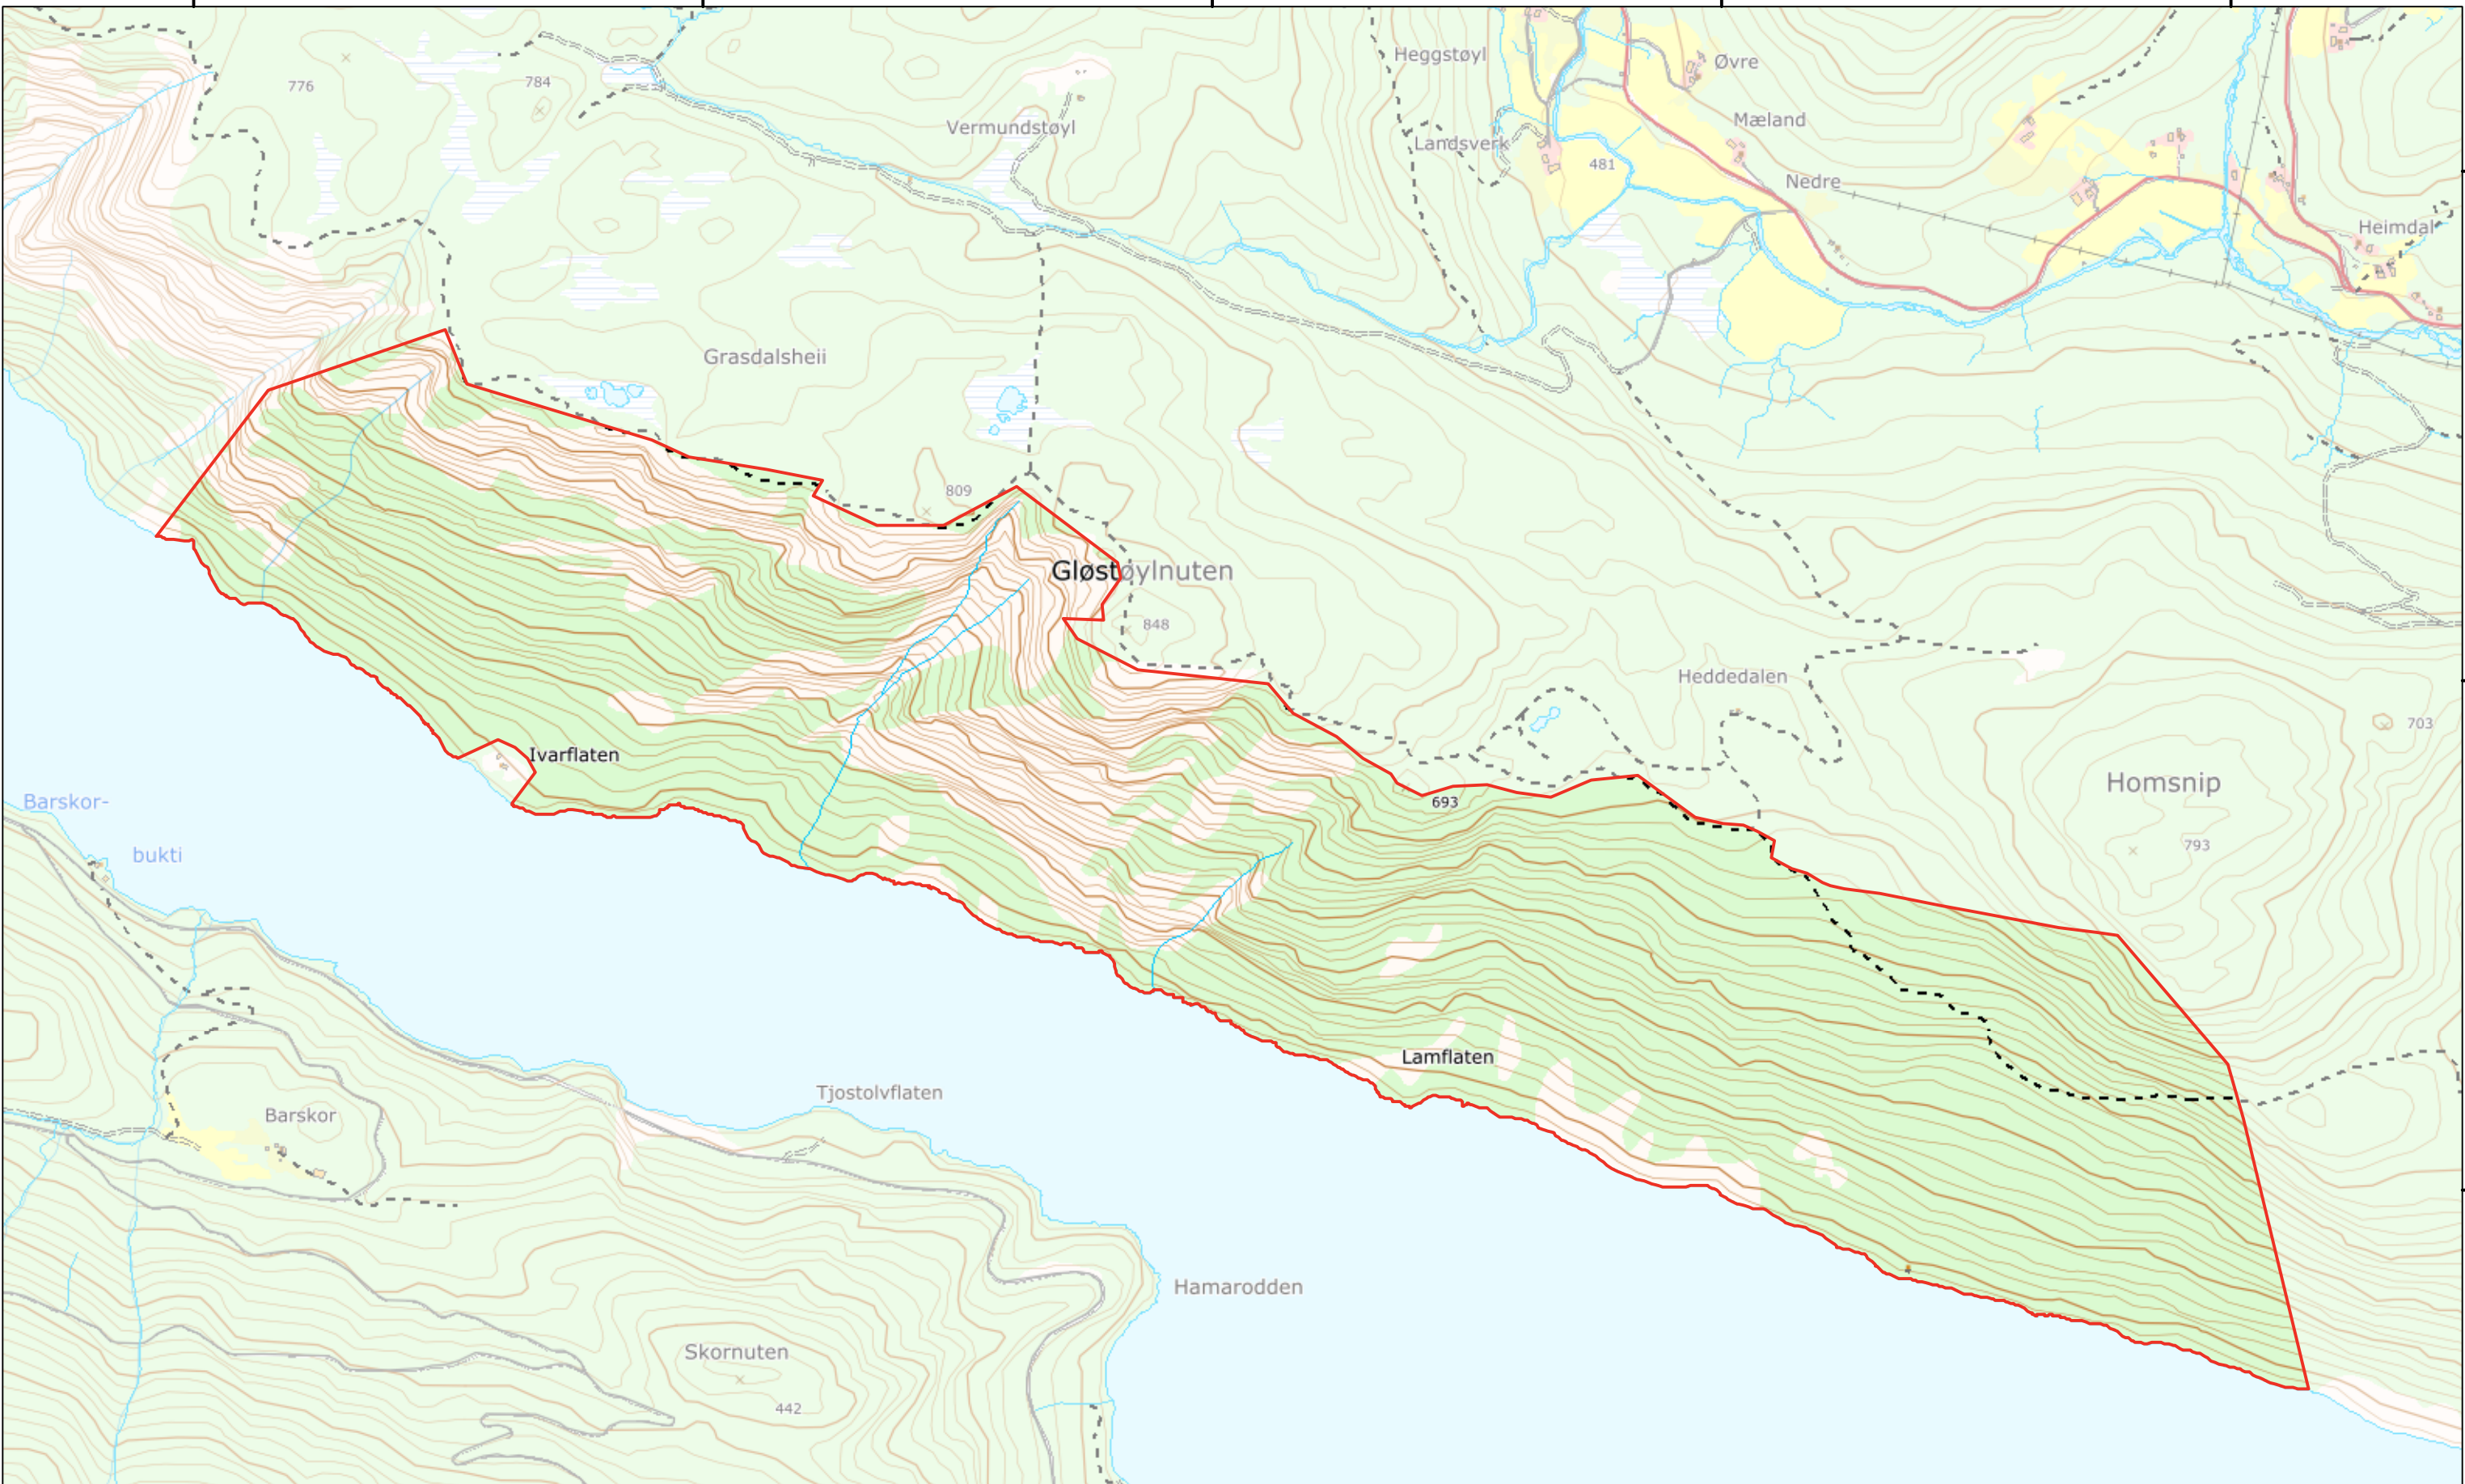 Heggstøyl
Øvre
776
784
Vermundstøyl
Mæland
Landsverk
481
Nedre
Heimdal
Grasdalsheii
809
Gløstøylnuten
848
Heddedalen
703
Ivarflaten
Homsnip
693
793
Barskor-
bukti
Lamflaten
Tjostolvflaten
Barskor
Hamarodden
Skornuten
442